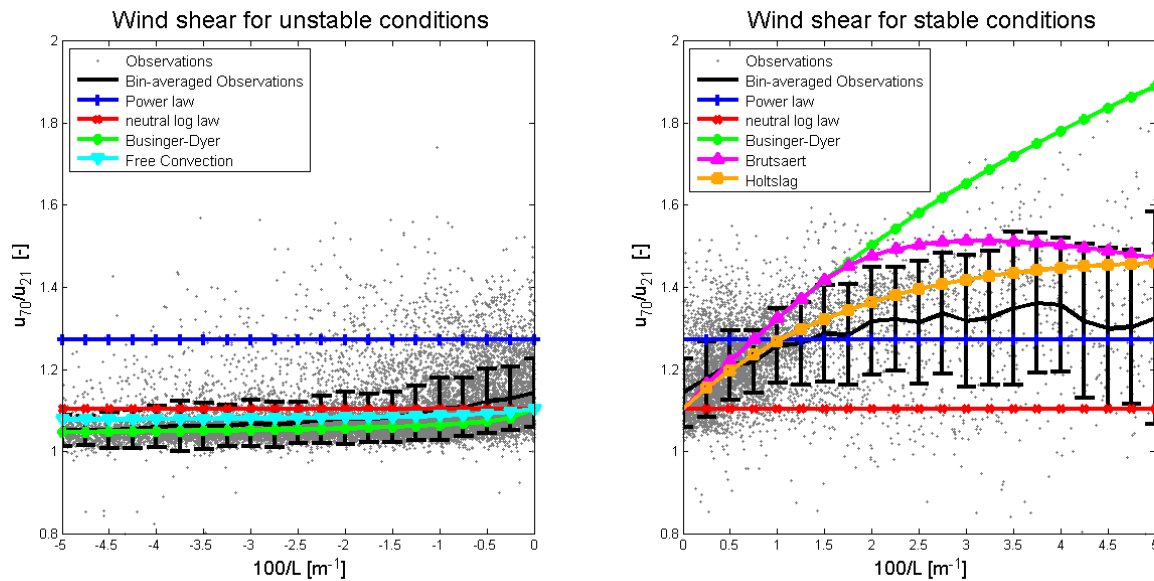 Wind shear for unstable conditions
2
1.8
1.6
1.4
1.2
1
0.8
u70/u21 [-]
Observations
Bin-averaged Observations
Power law
neutral log law
Businger-Dyer
Free Convection
-5 -4.5 -4 -3.5 -3 -2.5 -2 -1.5 -1 -0.5 0
100/L [m-1]
Wind shear for stable conditions
2
1.8
1.6
1.4
1.2
1
0.8
u70/u21 [-]
Observations
Bin-averaged Observations
Power law
neutral log law
Businger-Dyer
Brutsaert
Holtslag
0 0.5 1 1.5 2 2.5 3 3.5 4 4.5 5
100/L [m-1]